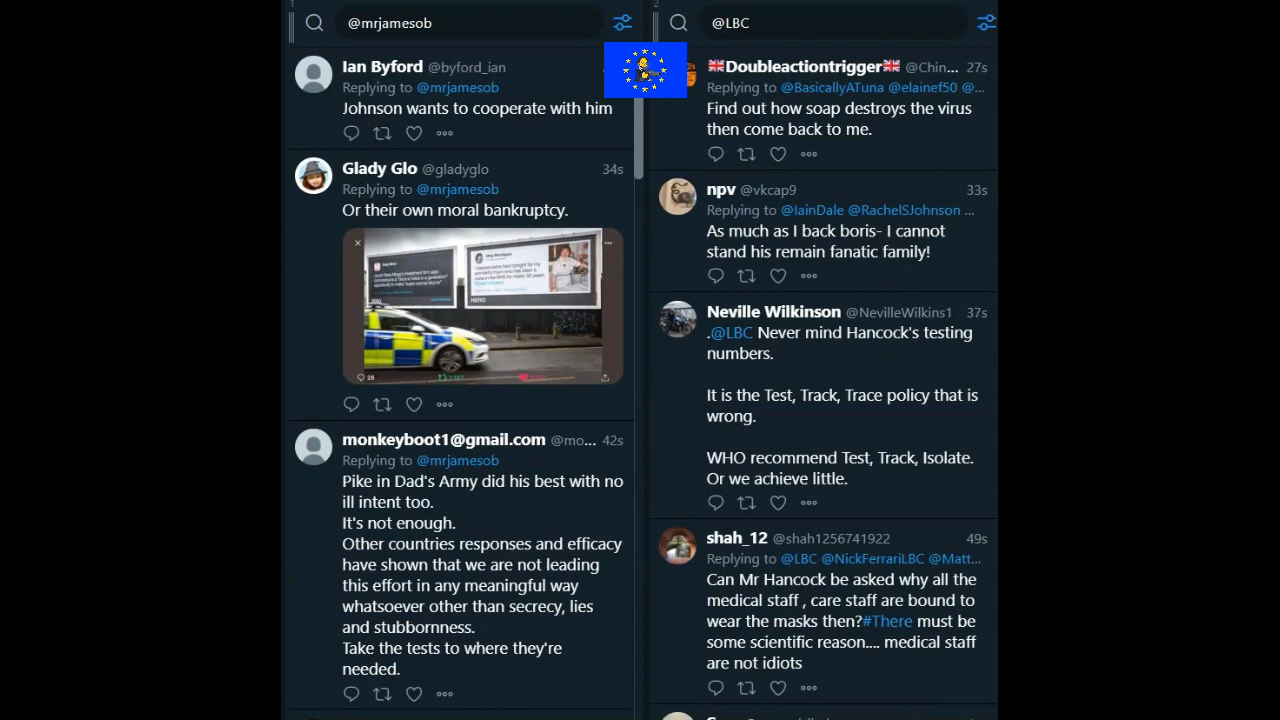 1
@mrjamesob
Ian Byford @byford_ian
Replying to @mrjamesob
Johnson wants to cooperate with him
Glady Glo @gladyglo 34s
Replying to @mrjamesob
Or their own moral bankruptcy.
HERO
28
monkeyboot1@gmail.com @mo... 42s
Replying to @mrjamesob
Pike in Dad's Army did his best with no
ill intent too.
It's not enough.
Other countries responses and efficacy
have shown that we are not leading
this effort in any meaningful way
whatsoever other than secrecy, lies
and stubbornness.
Take the tests to where they're
needed.
2
@LBC
Doubleactiontrigger @Chin... 27s
Replying to @BasicallyATuna @elainef50 @...
Find out how soap destroys the virus
then come back to me.
npv @vkcap9 33s
Replying to @IainDale @RachelSJohnson ...
As much as I back boris- I cannot
stand his remain fanatic family!
Neville Wilkinson @NevilleWilkins1 37s
.@LBC Never mind Hancock's testing
numbers.
It is the Test, Track, Trace policy that is
wrong.
WHO recommend Test, Track, Isolate.
Or we achieve little.
shah_12 @shah1256741922 49s
Replying to @LBC @NickFerrariLBC @Matt...
Can Mr Hancock be asked why all the
medical staff , care staff are bound to
wear the masks then?#There must be
some scientific reason.... medical staff
are not idiots